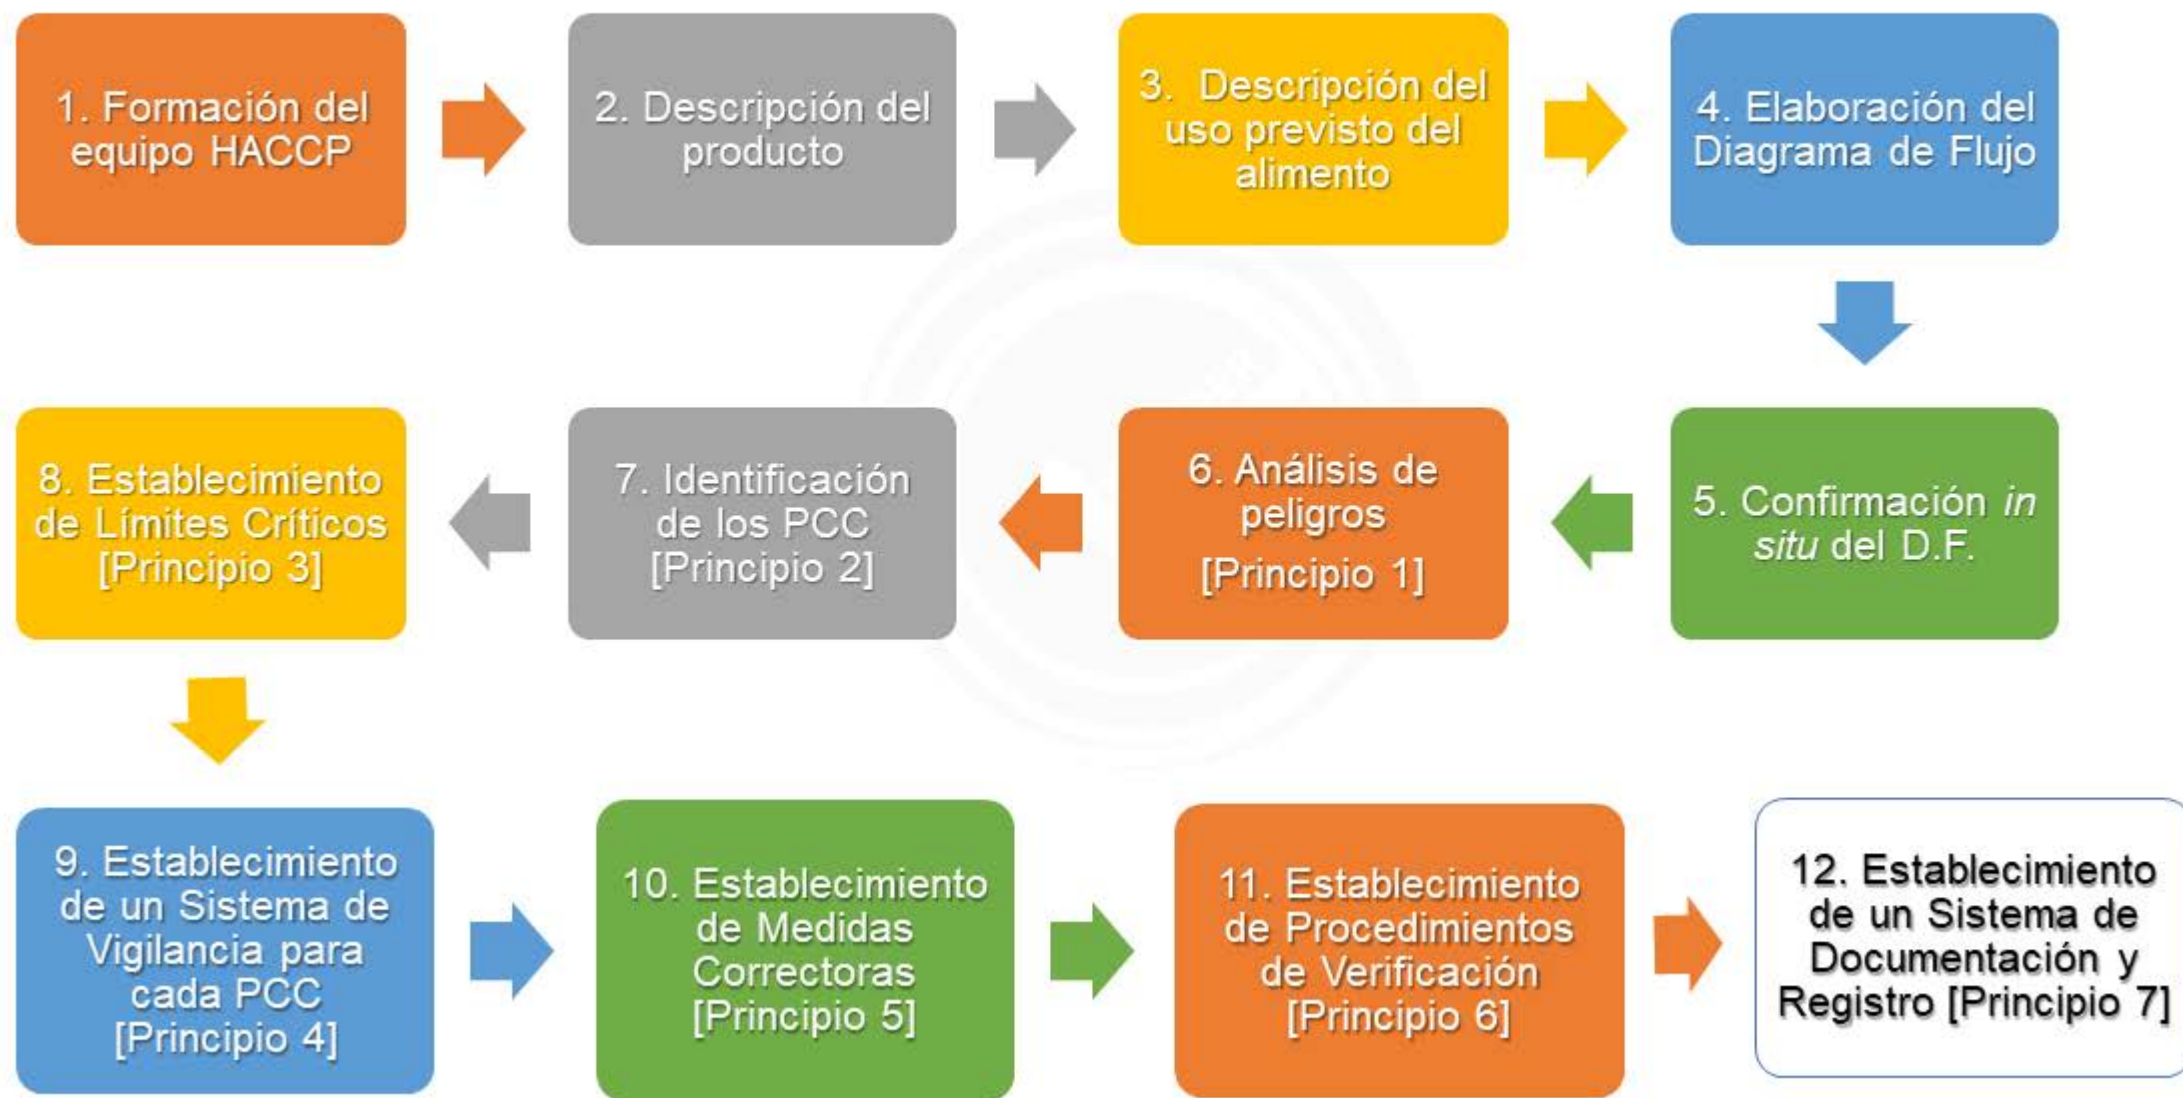 1. Formación del
equipo HACCP
2. Descripción del
producto
3. Descripción del
uso previsto del
alimento
4. Elaboración del
Diagrama de Flujo
5. Confirmación in
situ del D.F.
6. Análisis de
peligros
[Principio 1]
7. Identificación
de los PCC
[Principio 2]
8. Establecimiento
de Límites Críticos
[Principio 3]
9. Establecimiento
de un Sistema de
Vigilancia para
cada PCC
[Principio 4]
10. Establecimiento
de Medidas
Correctoras
[Principio 5]
11. Establecimiento
de Procedimientos
de Verificación
[Principio 6]
12. Establecimiento
de un Sistema de
Documentación y
Registro [Principio 7]